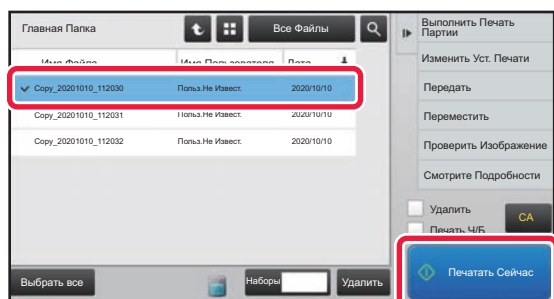 Главная Папка
Все Файлы
Имя Файла
Имя Пользователя
Дата
Copy_20201010_112030
Польз.Не Извест.
2020/10/10
Copy_20201010_112031
Польз.Не Извест.
2020/10/10
Copy_20201010_112032
Польз.Не Извест.
2020/10/10
Выбрать все
Наборы
Удалить
Выполнить Печать
Партии
Изменить Уст. Печати
Передать
Переместить
Проверить Изображение
Смотрите Подробности
Удалить
Печать Ч/Б
CA
Печатать Сейчас